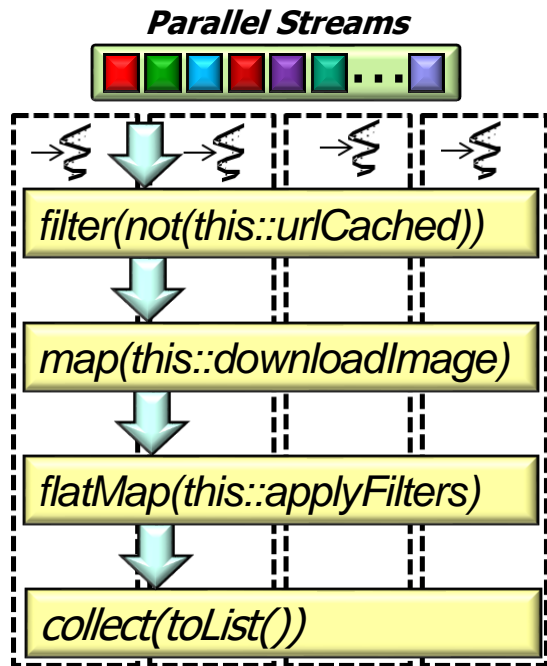 Parallel Streams
filter(not(this::urlCached))
map(this::downloadImage)
flatMap(this::applyFilters)
collect(toList())